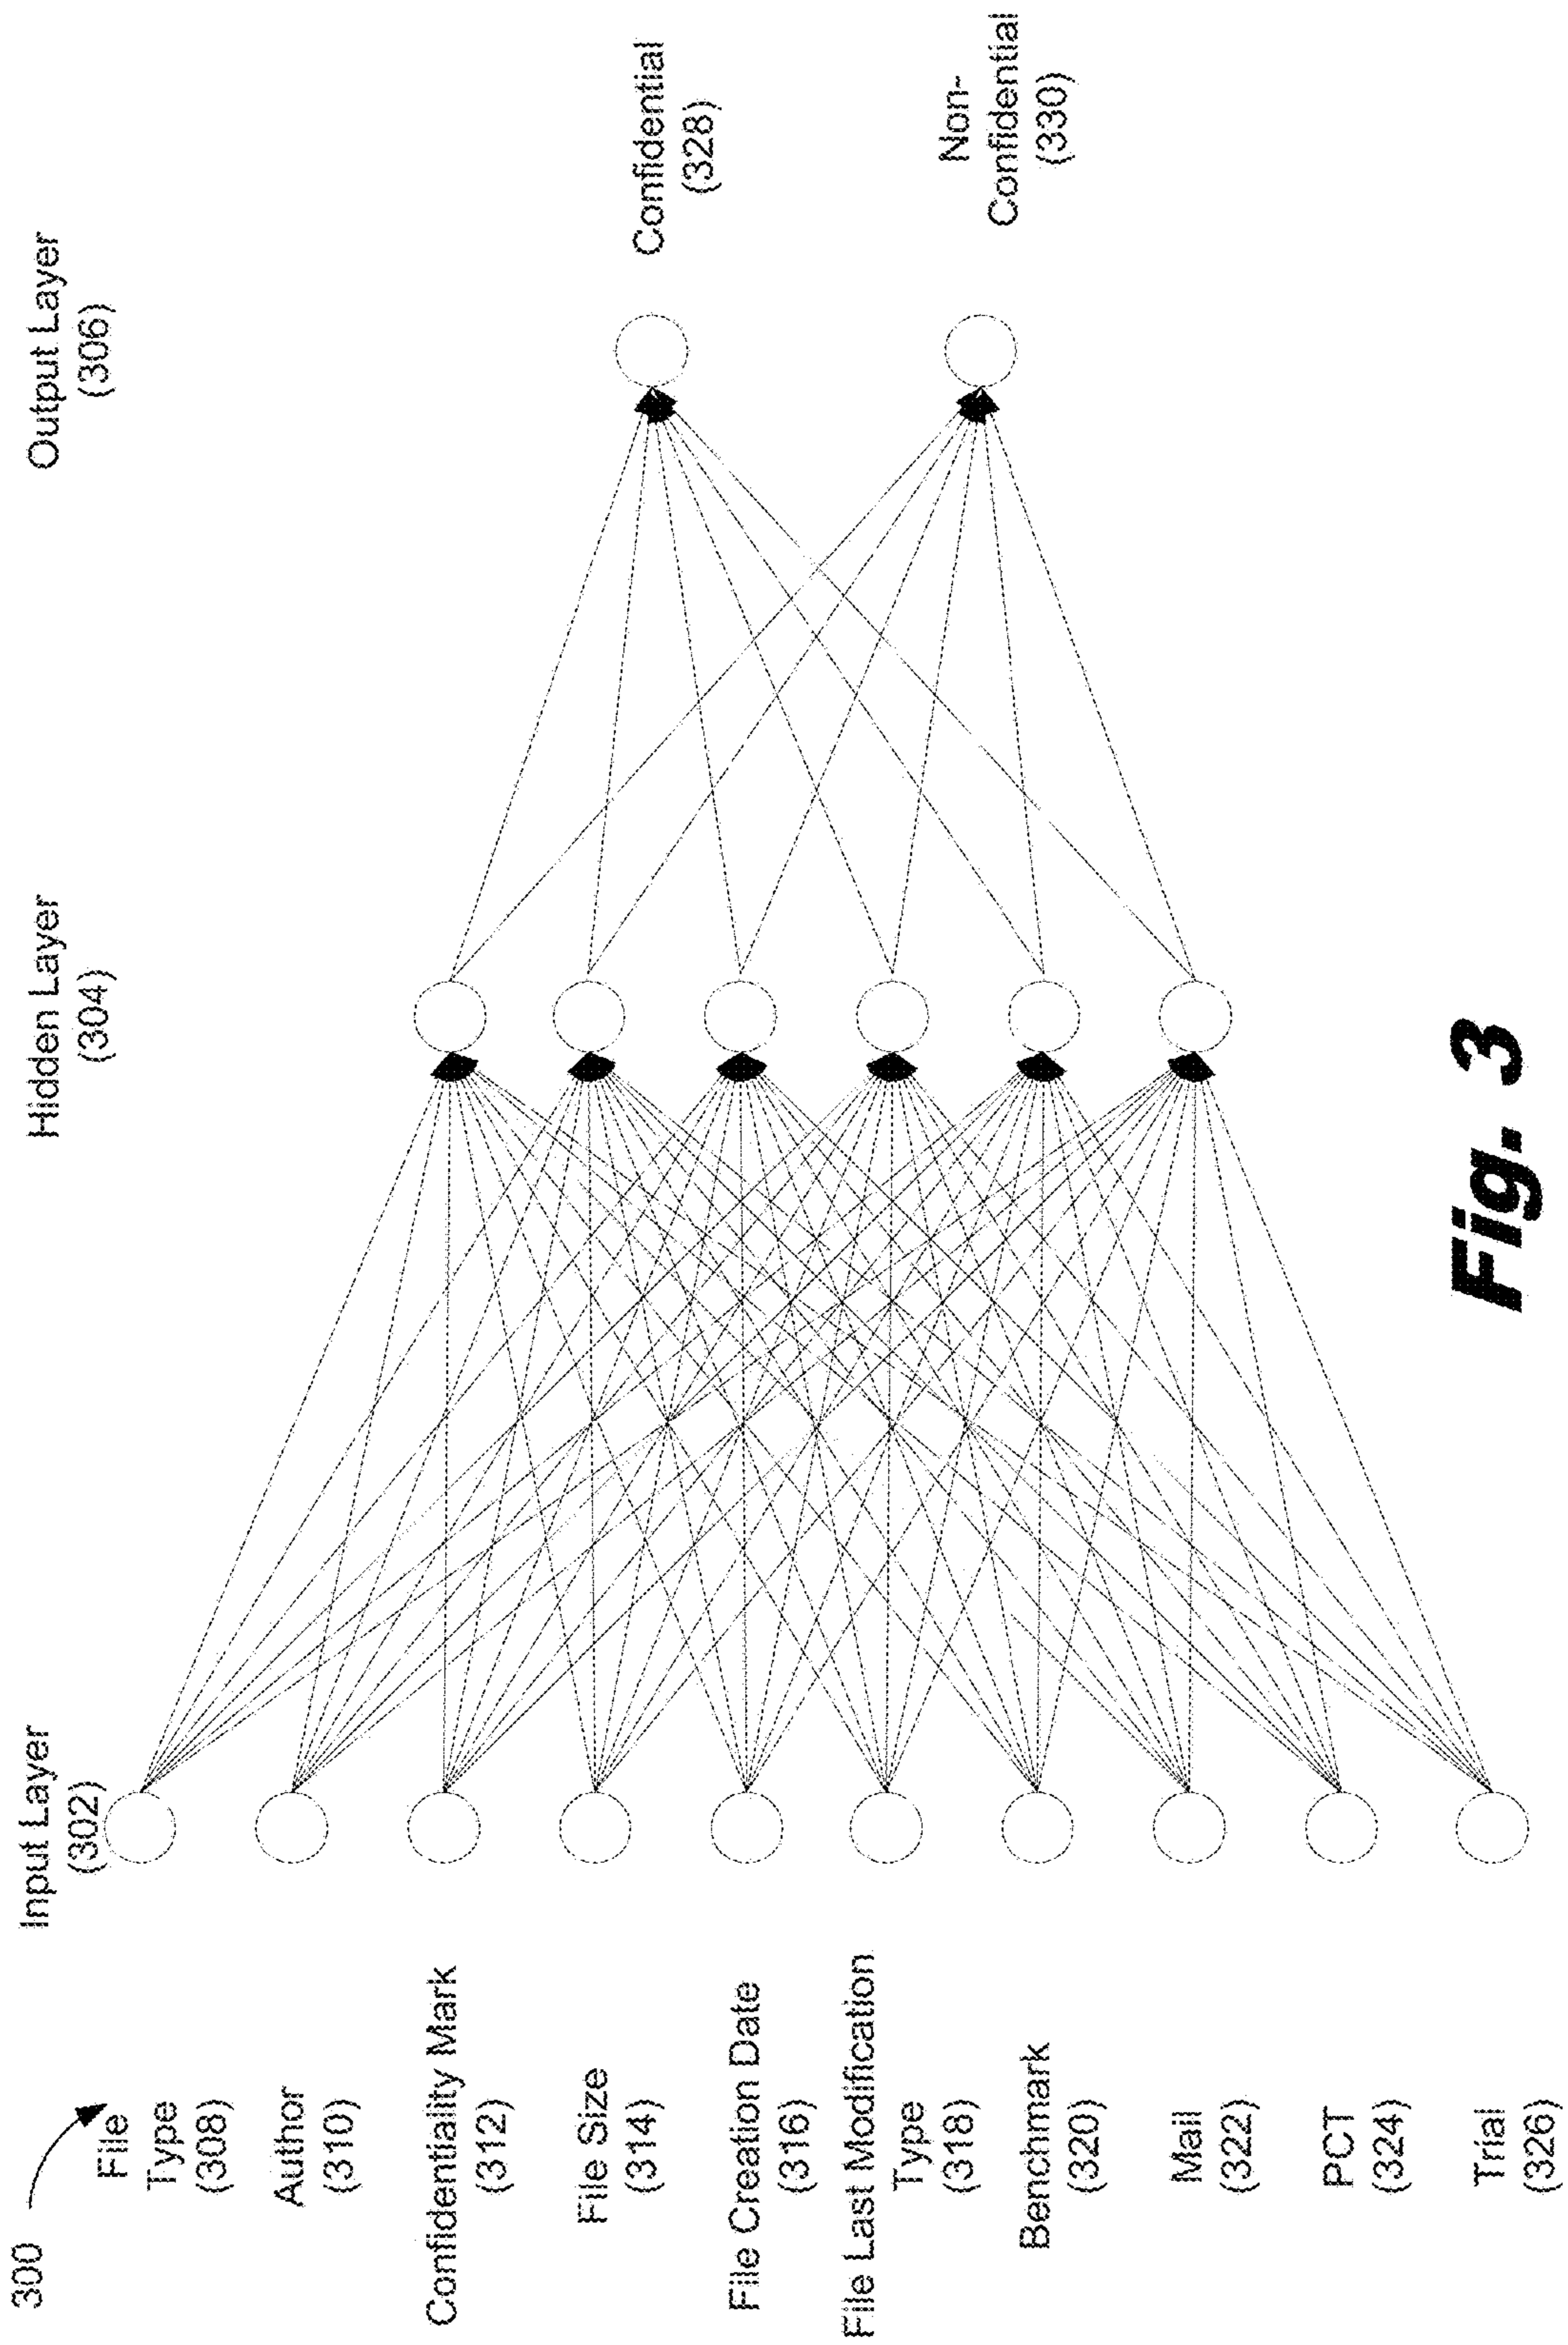 300
Input Layer
(302)
Hidden Layer
(304)
Output Layer
(306)
File
Type
(308)
Author
(310)
Confidentiality Mark
(312)
File Size
(314)
File Creation Date
(316)
File Last Modification
Type
(318)
Benchmark
(320)
Mail
(322)
PCT
(324)
Trial
(326)
Confidential
(328)
Non-
Confidential
(330)
Fig. 3